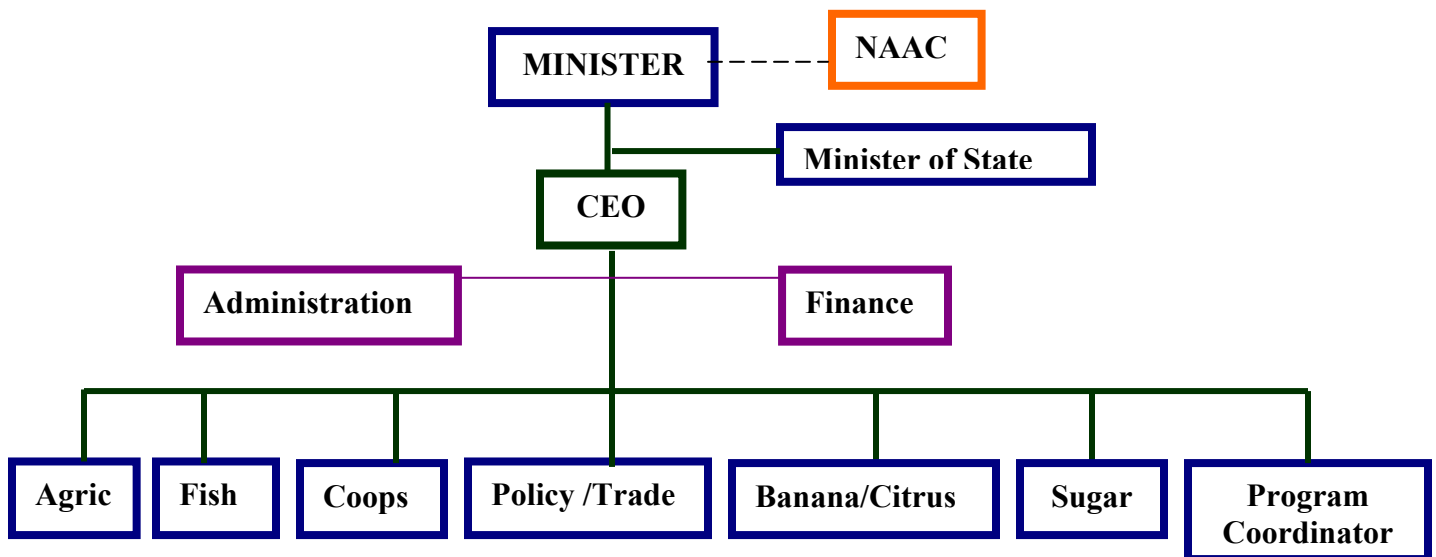 MINISTER
NAAC
Minister of State
CEO
Administration
Finance
Agric
Fish
Coops
Policy /Trade
Banana/Citrus
Sugar
Program
Coordinator